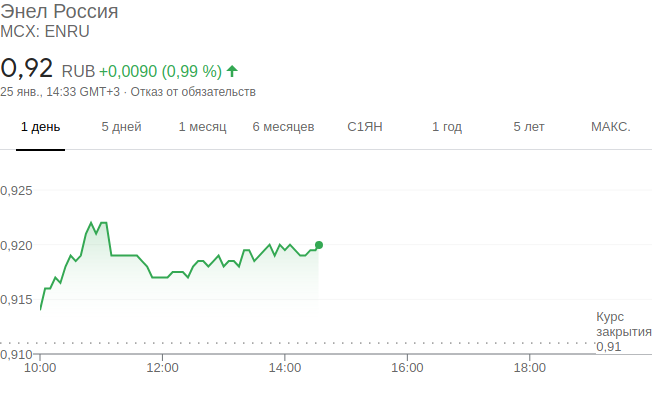 Энел Россия
MCX: ENRU
0,92 RUB +0,0090 (0,99 %)
25 янв., 14:33 GMT+3 · Отказ от обязательств
1 день 5 дней 1 месяц 6 месяцев С1ЯН 1 год 5 лет МАКС.
0,925
0,920
0,915
Курс
закрытия
0,91
0,910
10:00 12:00 14:00 16:00 18:00